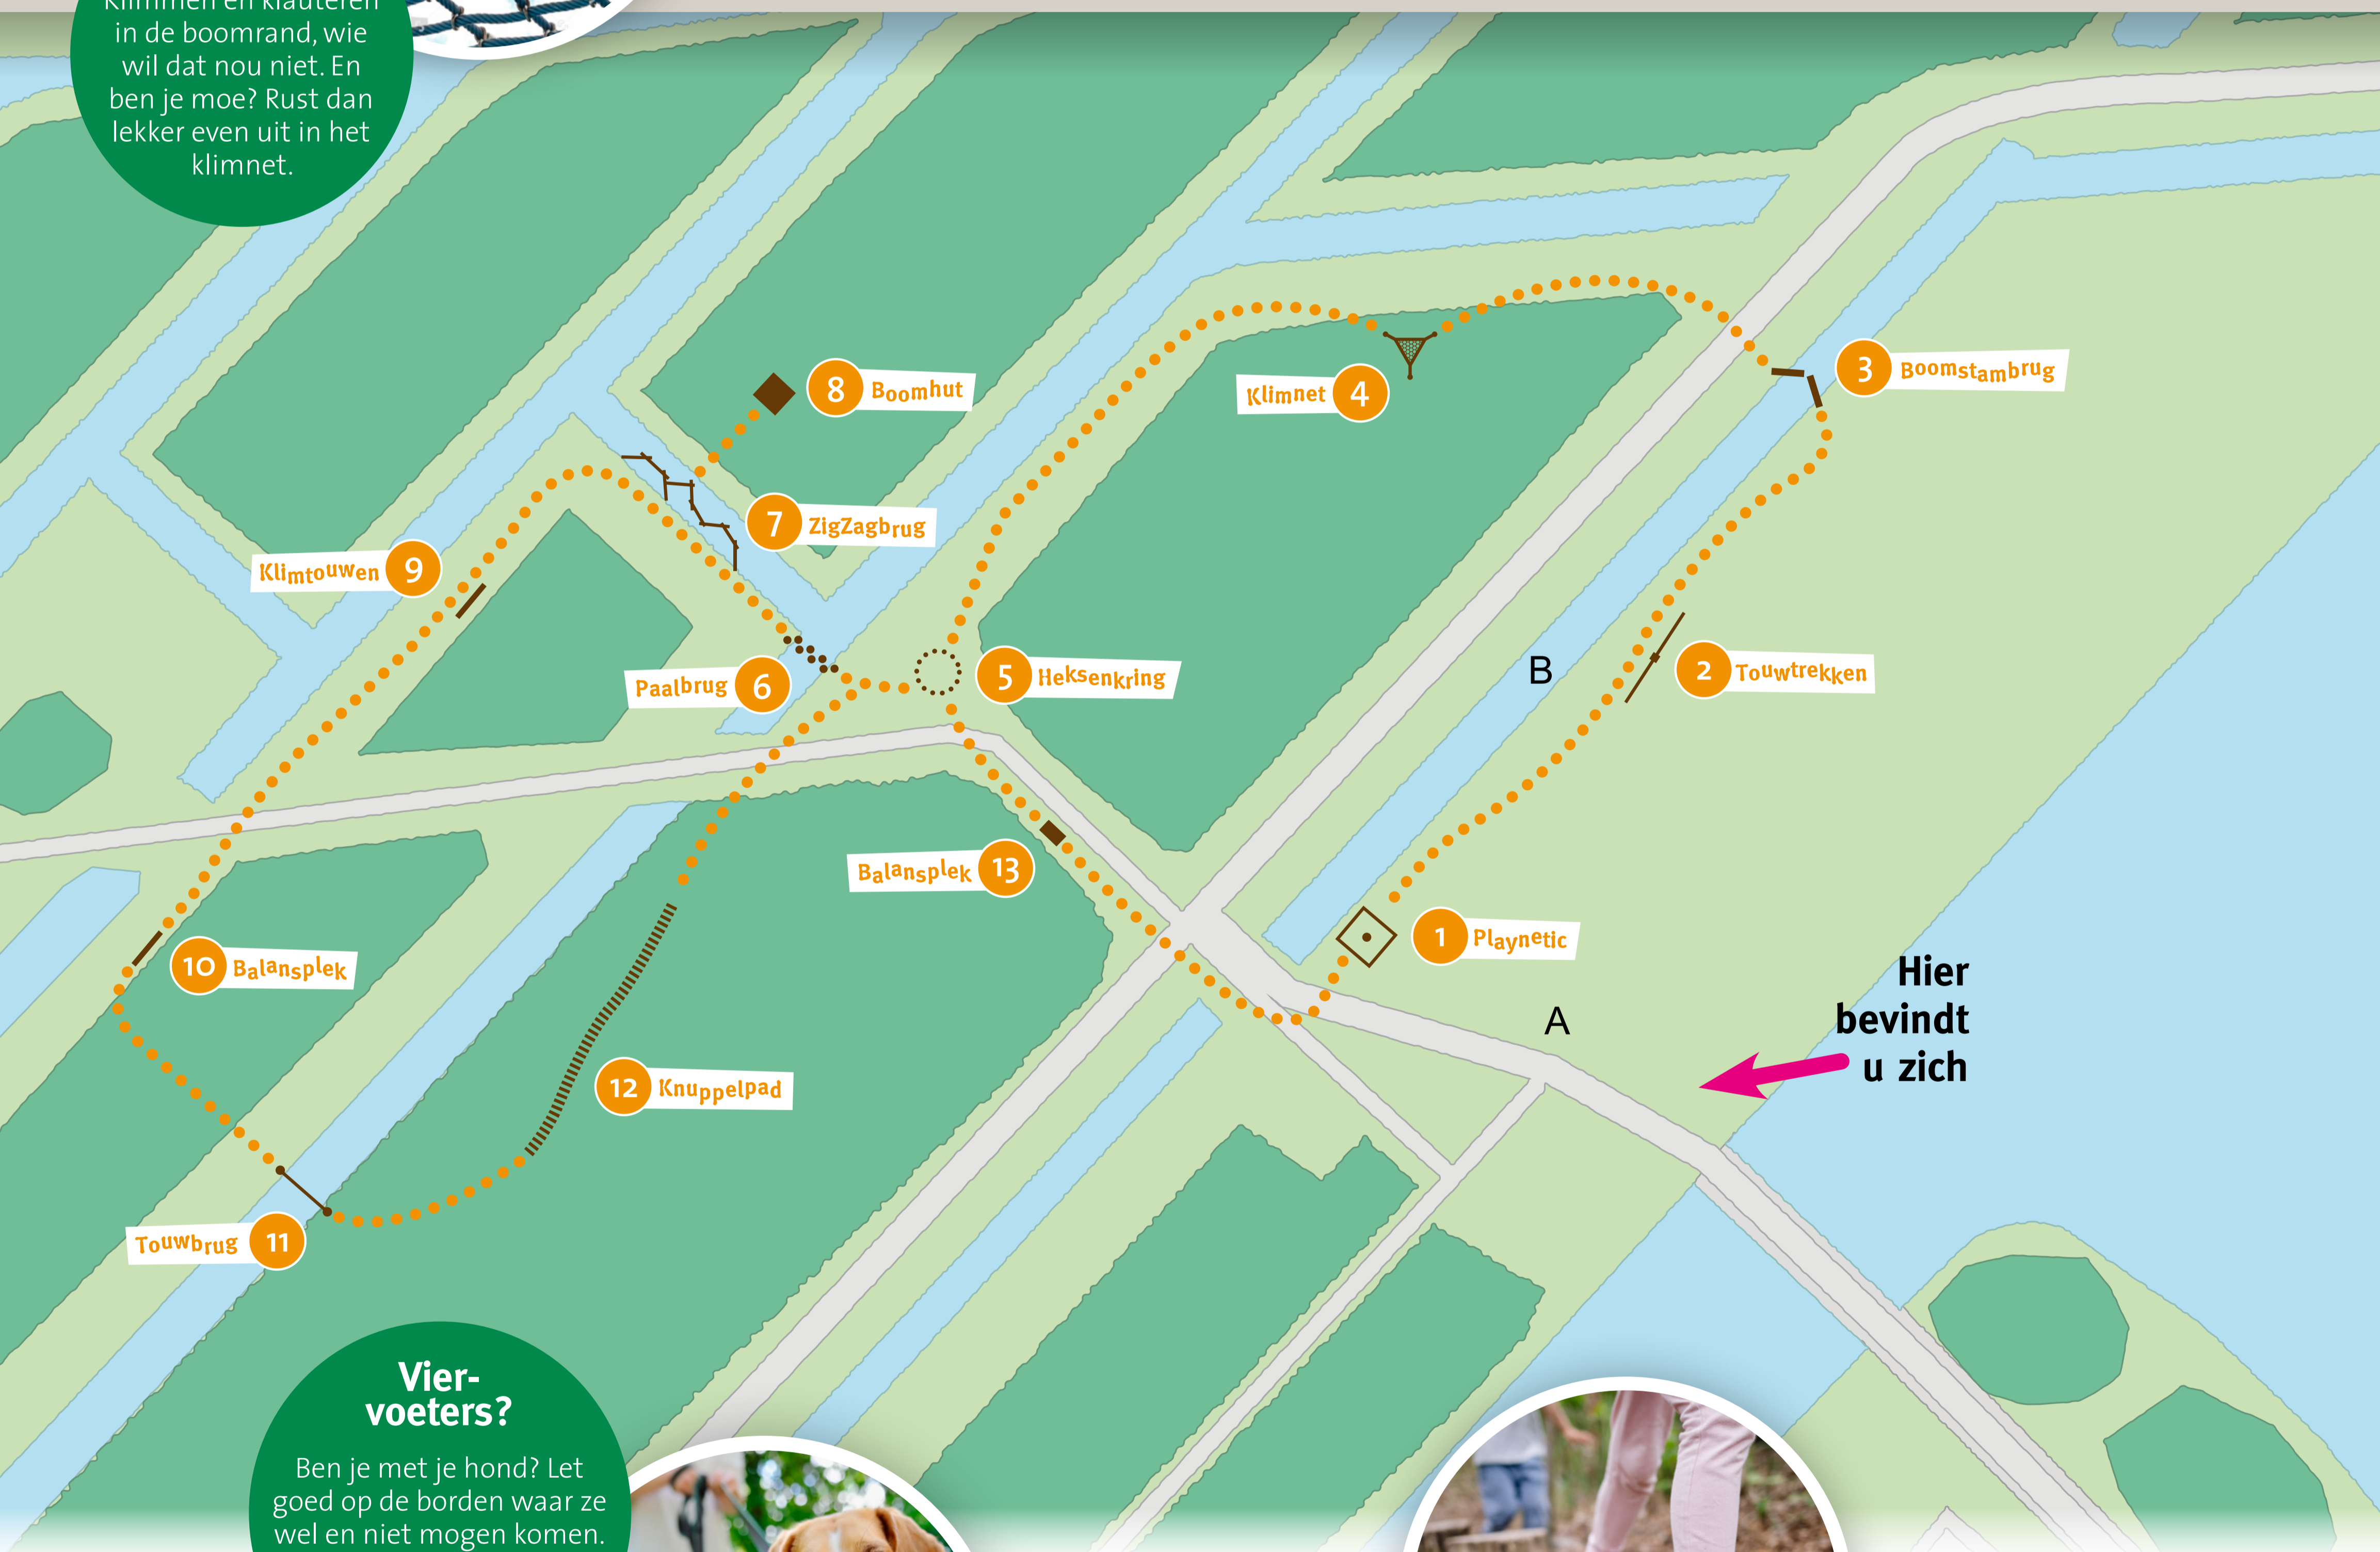 in de boomrand, wie
wil dat nou niet. En
ben je moe? Rust dan
lekker even uit in het
klimnet.
8 Boomhut
Klimnet 4
3 Boomstambrug
7 ZigZagbrug
Klimtouwen 9
Paalbrug 6
5 Heksenkring
B
2 Touwtrekken
Balansplek 13
1 Playnetic
10 Balansplek
Hier
bevindt
u zich
A
12 Knuppelpad
Touwbrug 11
Vier-
voeters?
Ben je met je hond? Let
goed op de borden waar ze
wel en niet mogen komen.